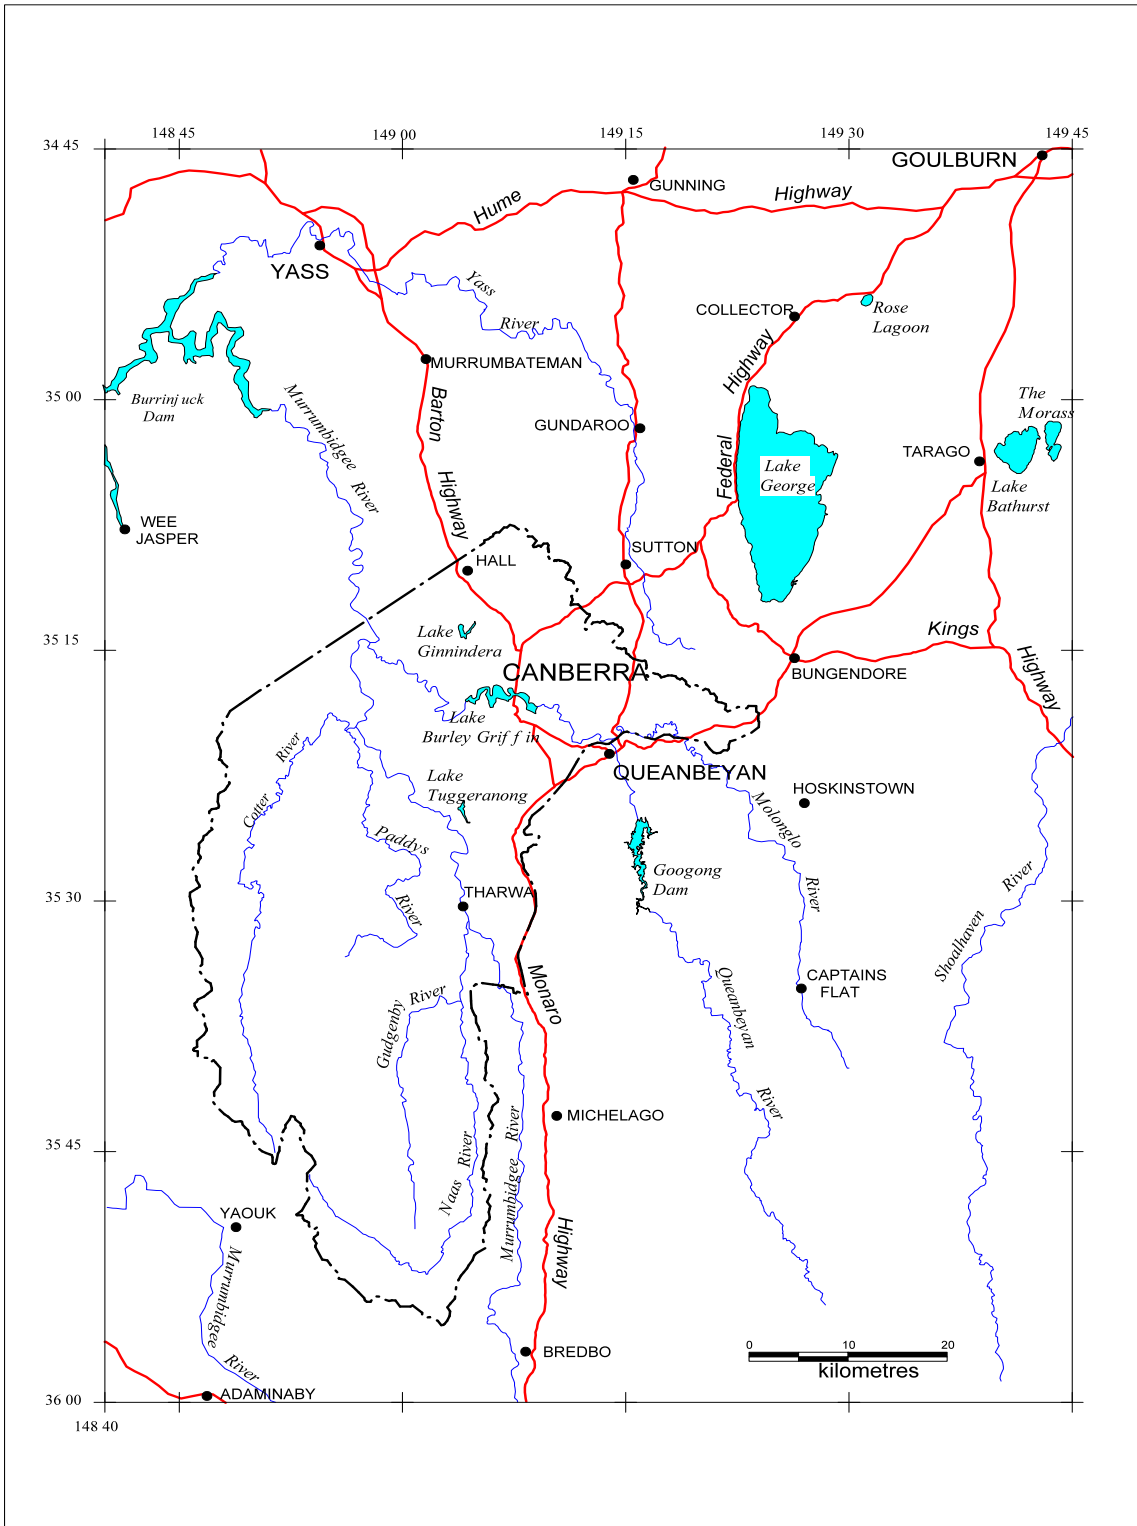 148 45
149 00
149 15
149 30
149 45
34 45
GOULBURN
GUNNING
Hume
Highway
YASS
Yass
River
COLLECTOR
Rose
Lagoon
MURRUMBATEMAN
Highway
Burrinjuck
Dam
35 00
Murrumbidgee
River
Barton
Highway
GUNDAROO
Federal
Lake
George
The
Morass
TARAGO
Lake
Bathurst
WEE
JASPER
HALL
SUTTON
35 15
Lake
Ginnindera
CANBERRA
Kings
Highway
BUNGENDORE
Lake
Burley Griffin
QUEANBEYAN
Cotter
River
Lake
Tuggeranong
HOSKINSTOWN
Molonglo
River
Paddys
River
Googong
Dam
35 30
THARWA
Shoalhaven
River
Monaro
Highway
CAPTAINS
FLAT
Queanbeyan
River
Gudgenby
River
MICHELAGO
35 45
Naas
River
Murrumbidgee
River
YAOUK
Murrumbidgee
River
0
10
20
kilometres
BREDBO
ADAMINABY
36 00
148 40